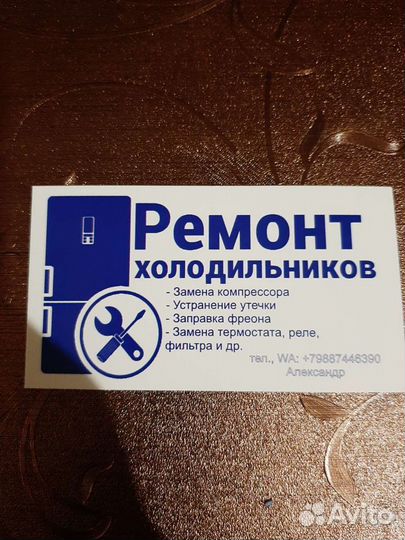 Ремонт
холодильников
- Замена компрессора
- Устранение утечки
- Заправка фреона
- Замена термостата, реле,
фильтра и др.
тел., WA: +79887446390
Александр
Avito